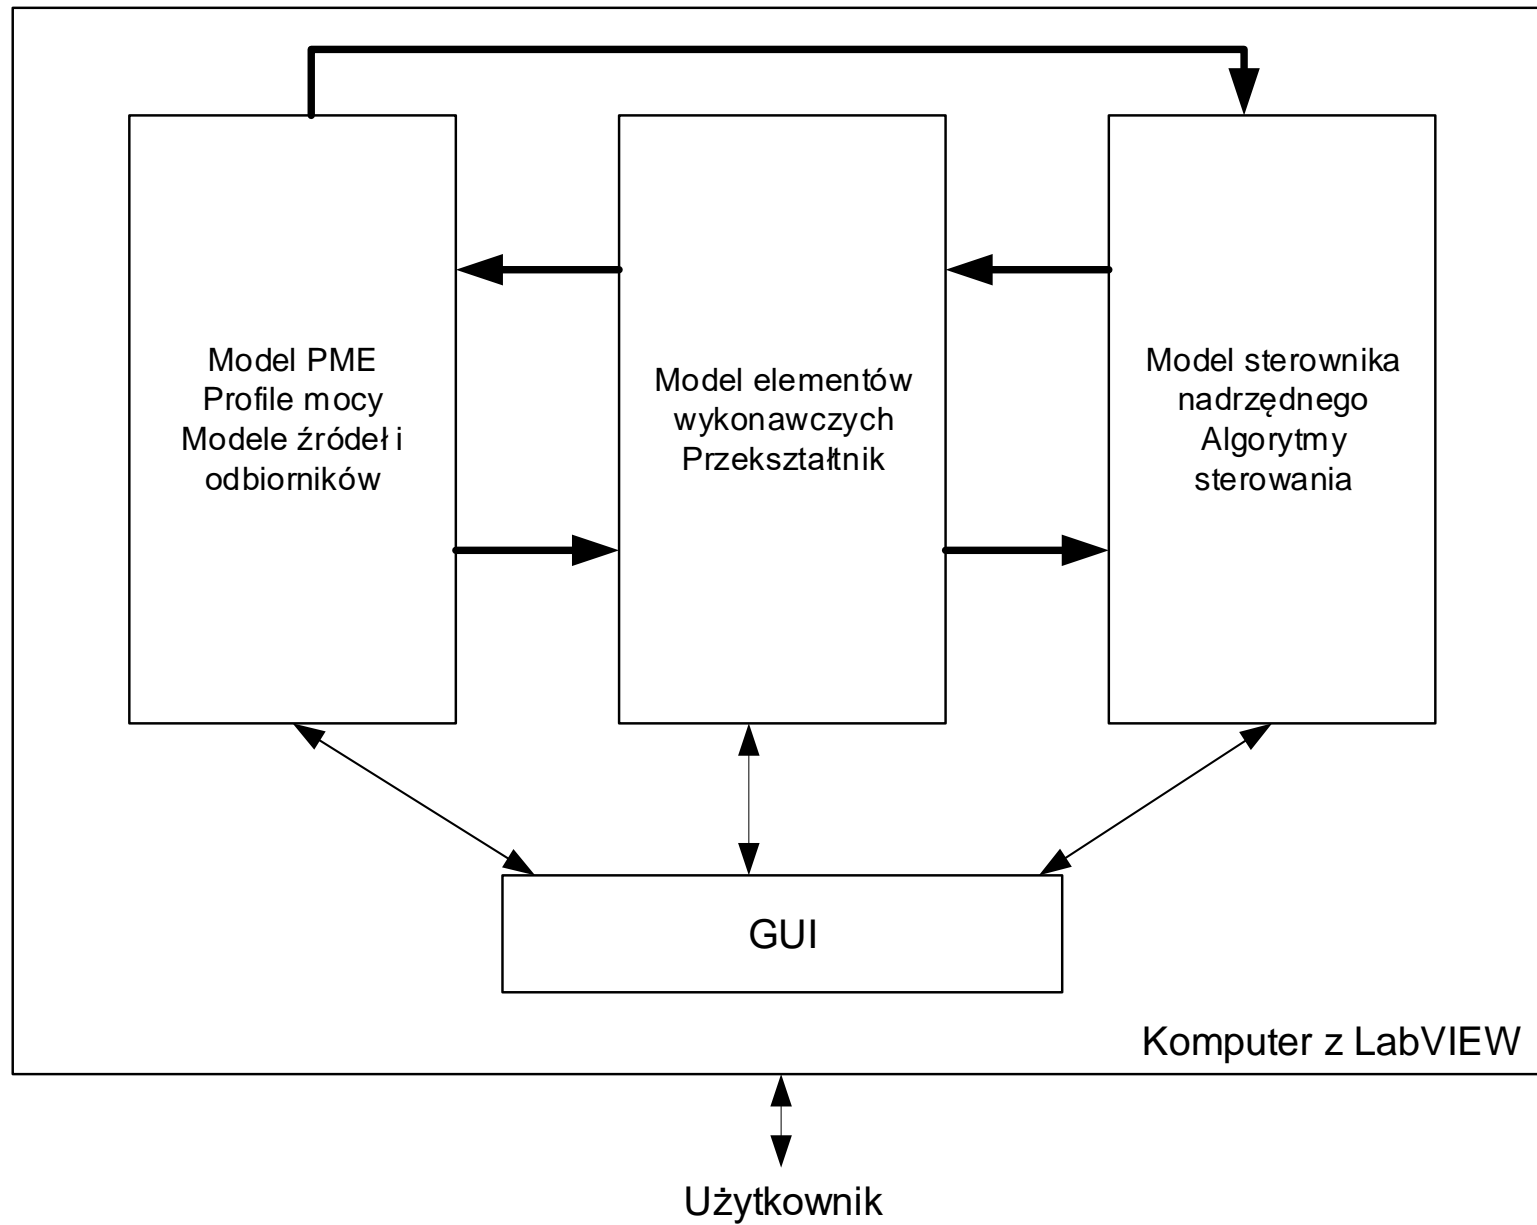 Model PME
Profile mocy
Modele źródeł i
odbiorników
Model elementów
wykonawczych
Przekształtnik
Model sterownika
nadrzędnego
Algorytmy
sterowania
GUI
Komputer z LabVIEW
Użytkownik